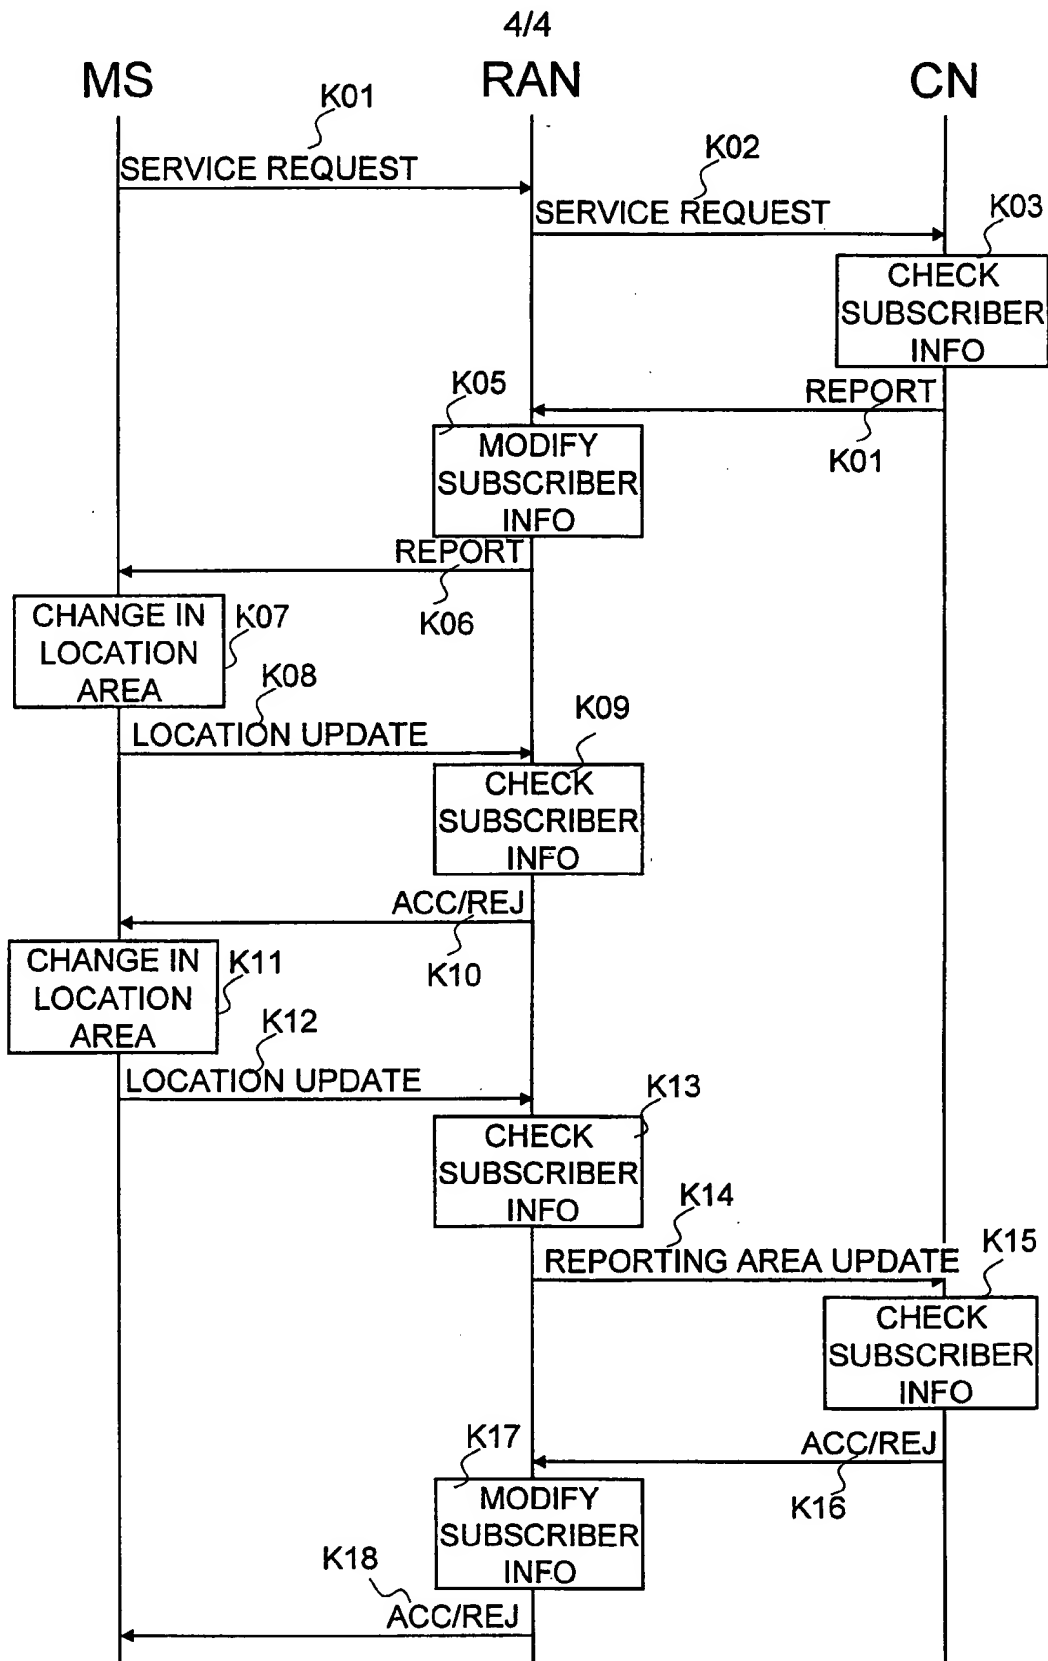 4/4
MS
RAN
CN
K01
SERVICE REQUEST
K02
SERVICE REQUEST
K03
CHECK
SUBSCRIBER
INFO
REPORT
K01
K05
MODIFY
SUBSCRIBER
INFO
REPORT
K06
CHANGE IN
LOCATION
AREA
K07
K08
LOCATION UPDATE
K09
CHECK
SUBSCRIBER
INFO
ACC/REJ
K10
CHANGE IN
LOCATION
AREA
K11
K12
LOCATION UPDATE
K13
CHECK
SUBSCRIBER
INFO
K14
REPORTING AREA UPDATE
K15
CHECK
SUBSCRIBER
INFO
ACC/REJ
K16
K17
MODIFY
SUBSCRIBER
INFO
K18
ACC/REJ